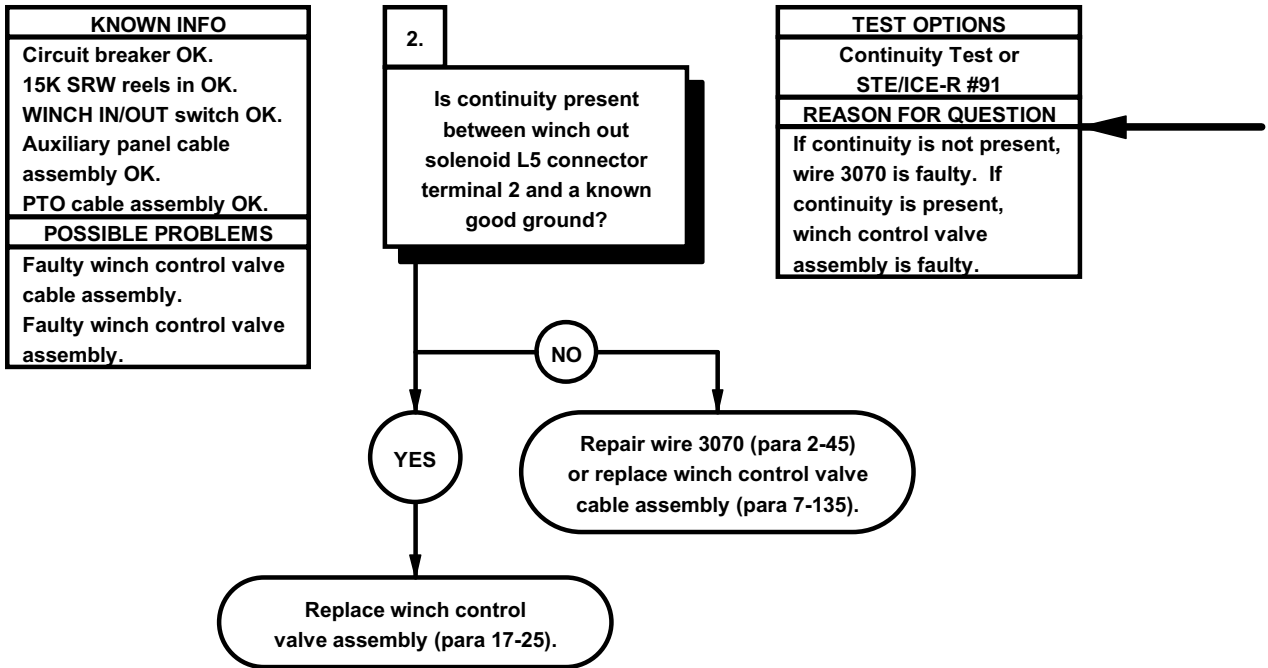 KNOWN INFO
Circuit breaker OK.
15K SRW reels in OK.
WINCH IN/OUT switch OK.
Auxiliary panel cable
assembly OK.
PTO cable assembly OK.
POSSIBLE PROBLEMS
Faulty winch control valve
cable assembly.
Faulty winch control valve
assembly.
2.
Is continuity present
between winch out
solenoid L5 connector
terminal 2 and a known
good ground?
TEST OPTIONS
Continuity Test or
STE/ICE-R #91
REASON FOR QUESTION
If continuity is not present,
wire 3070 is faulty. If
continuity is present,
winch control valve
assembly is faulty.
NO
YES
Repair wire 3070 (para 2-45)
or replace winch control valve
cable assembly (para 7-135).
Replace winch control
valve assembly (para 17-25).